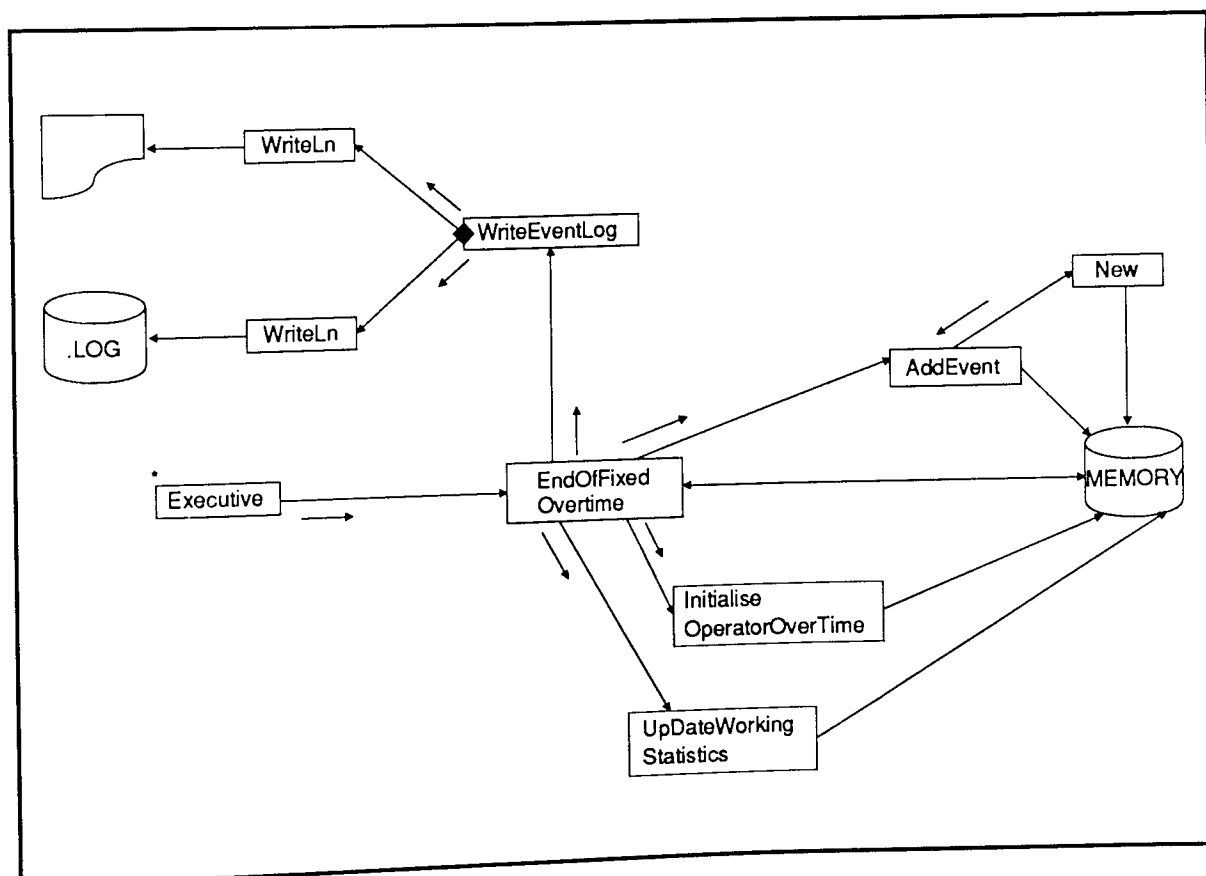 WriteLn
WriteEventLog
New
.LOG
WriteLn
AddEvent
*
Executive
EndOfFixed
Overtime
MEMORY
Initialise
OperatorOverTime
UpDateWorking
Statistics